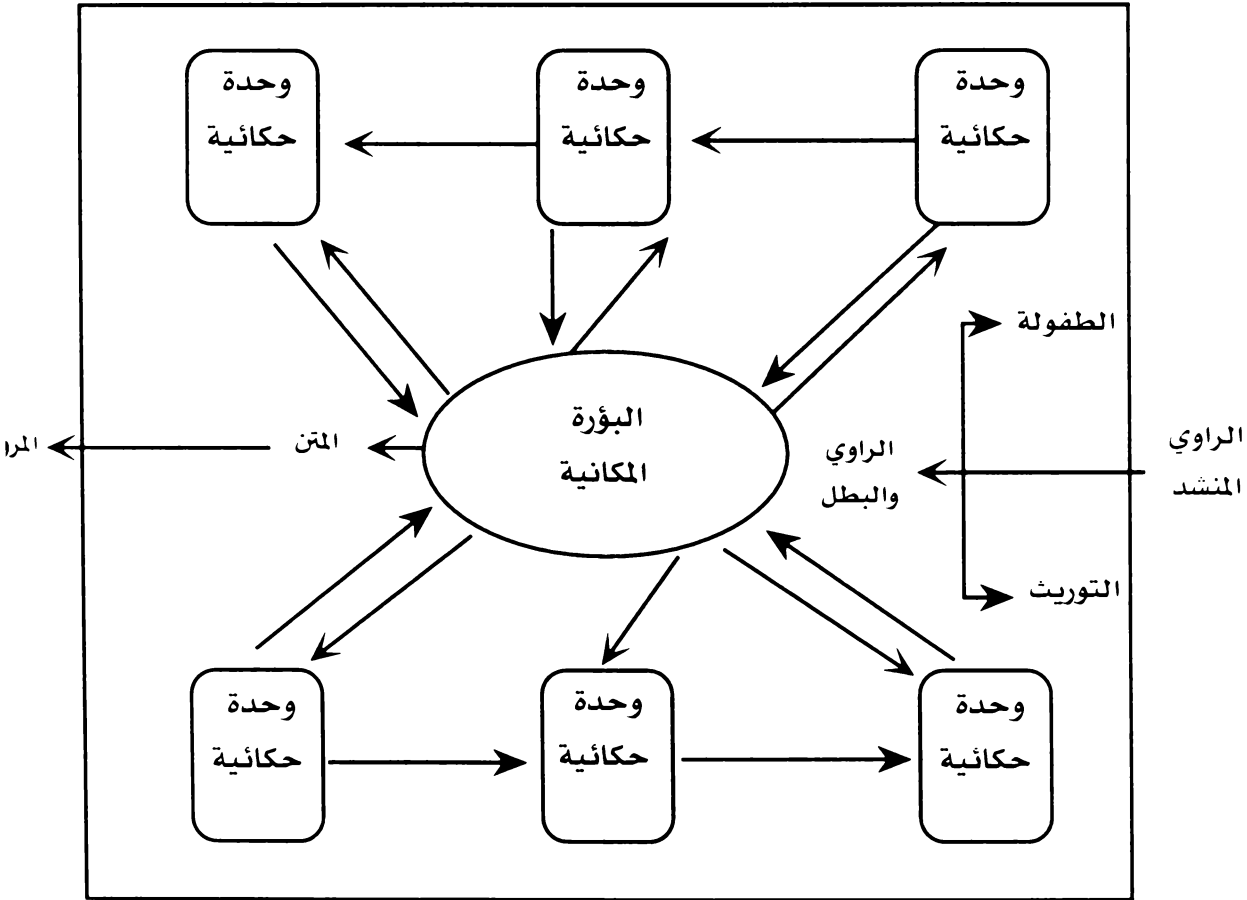 وحدة
حكائية
وحدة
حكائية
وحدة
حكائية
الطفولة
الراوي
المنشد
الراوي
والبطل
البؤرة
المكانية
المتن
التوريث
وحدة
حكائية
وحدة
حكائية
وحدة
حكائية